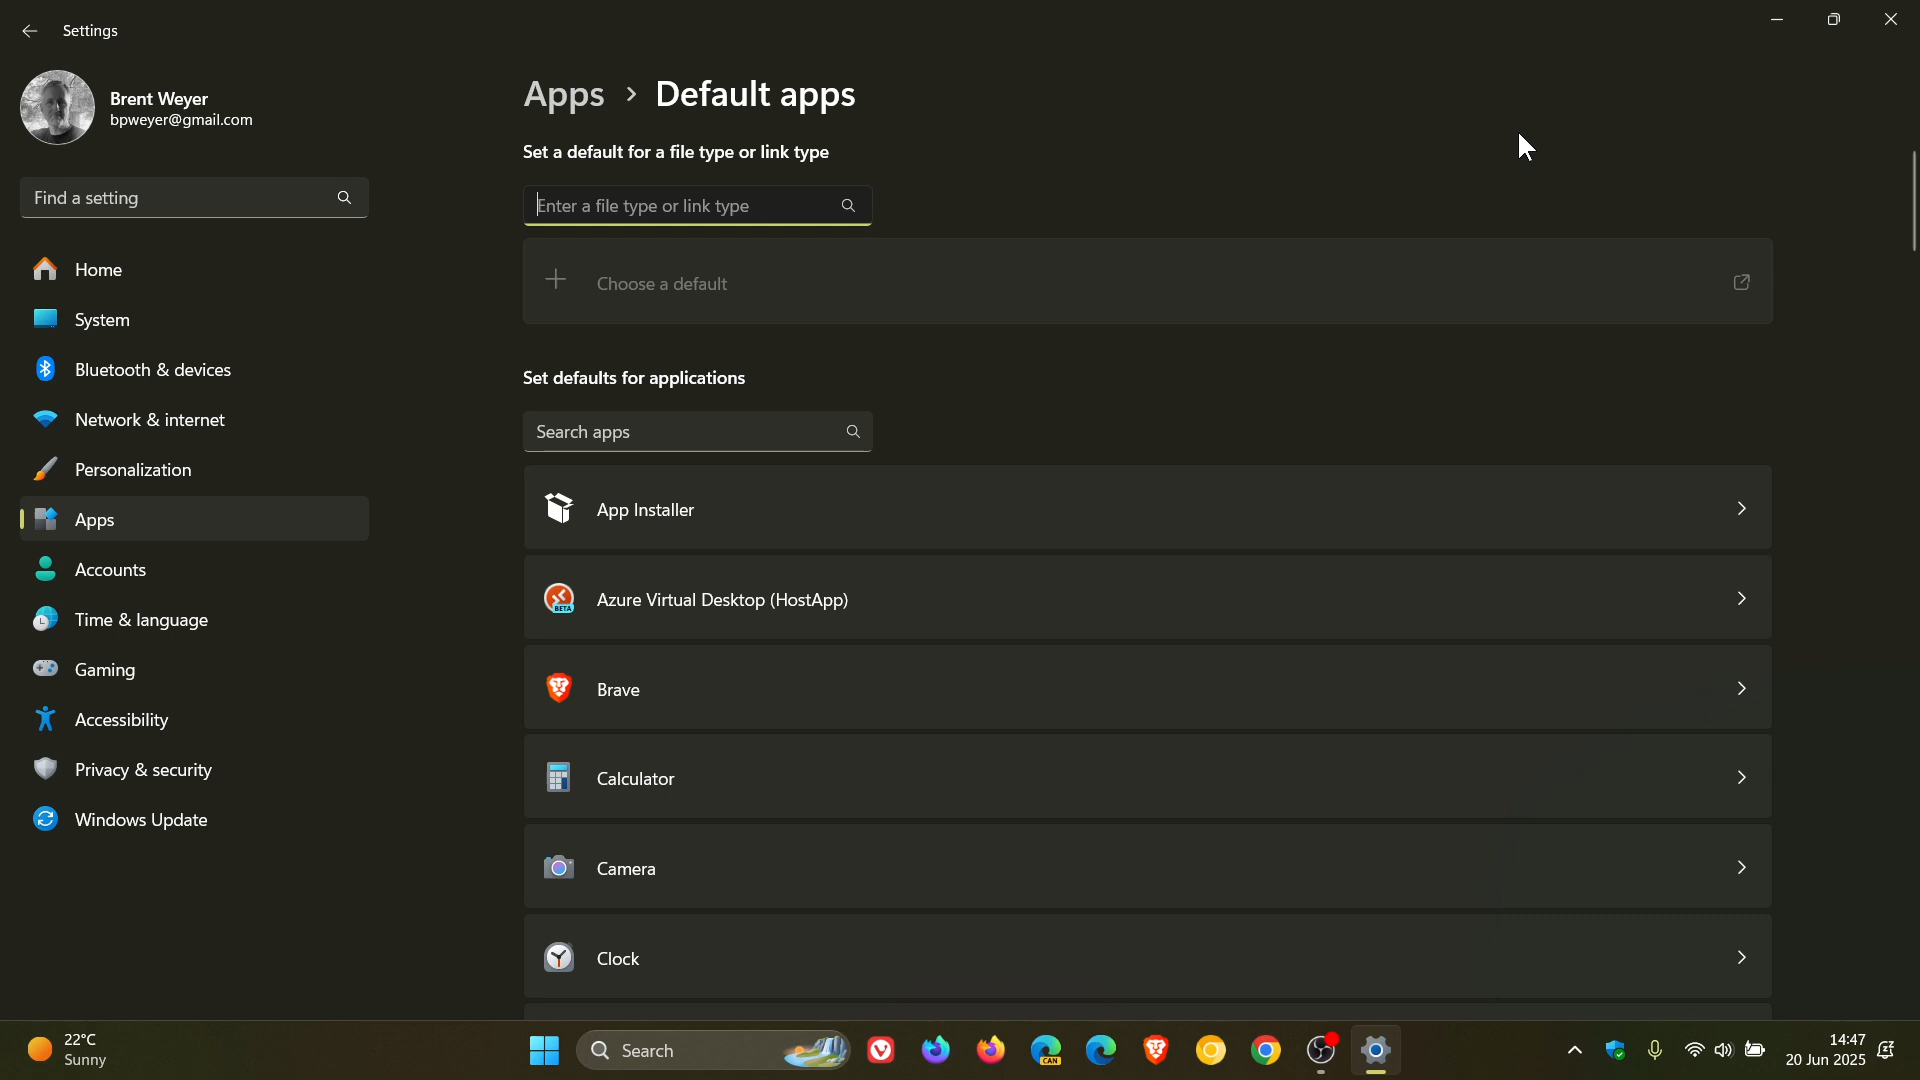 Settings
Brent Weyer
bpweyer@gmail.com
Find a setting
Home
System
Bluetooth & devices
Network & internet
Personalization
Apps
Accounts
Time & language
Gaming
Accessibility
Privacy & security
Windows Update
Apps > Default apps
Set a default for a file type or link type
Enter a file type or link type
Choose a default
Set defaults for applications
Search apps
App Installer
BETA
Azure Virtual Desktop (HostApp)
Brave
Calculator
Camera
Clock
22°C
Sunny
Search
CAN
14:47
20 Jun 2025